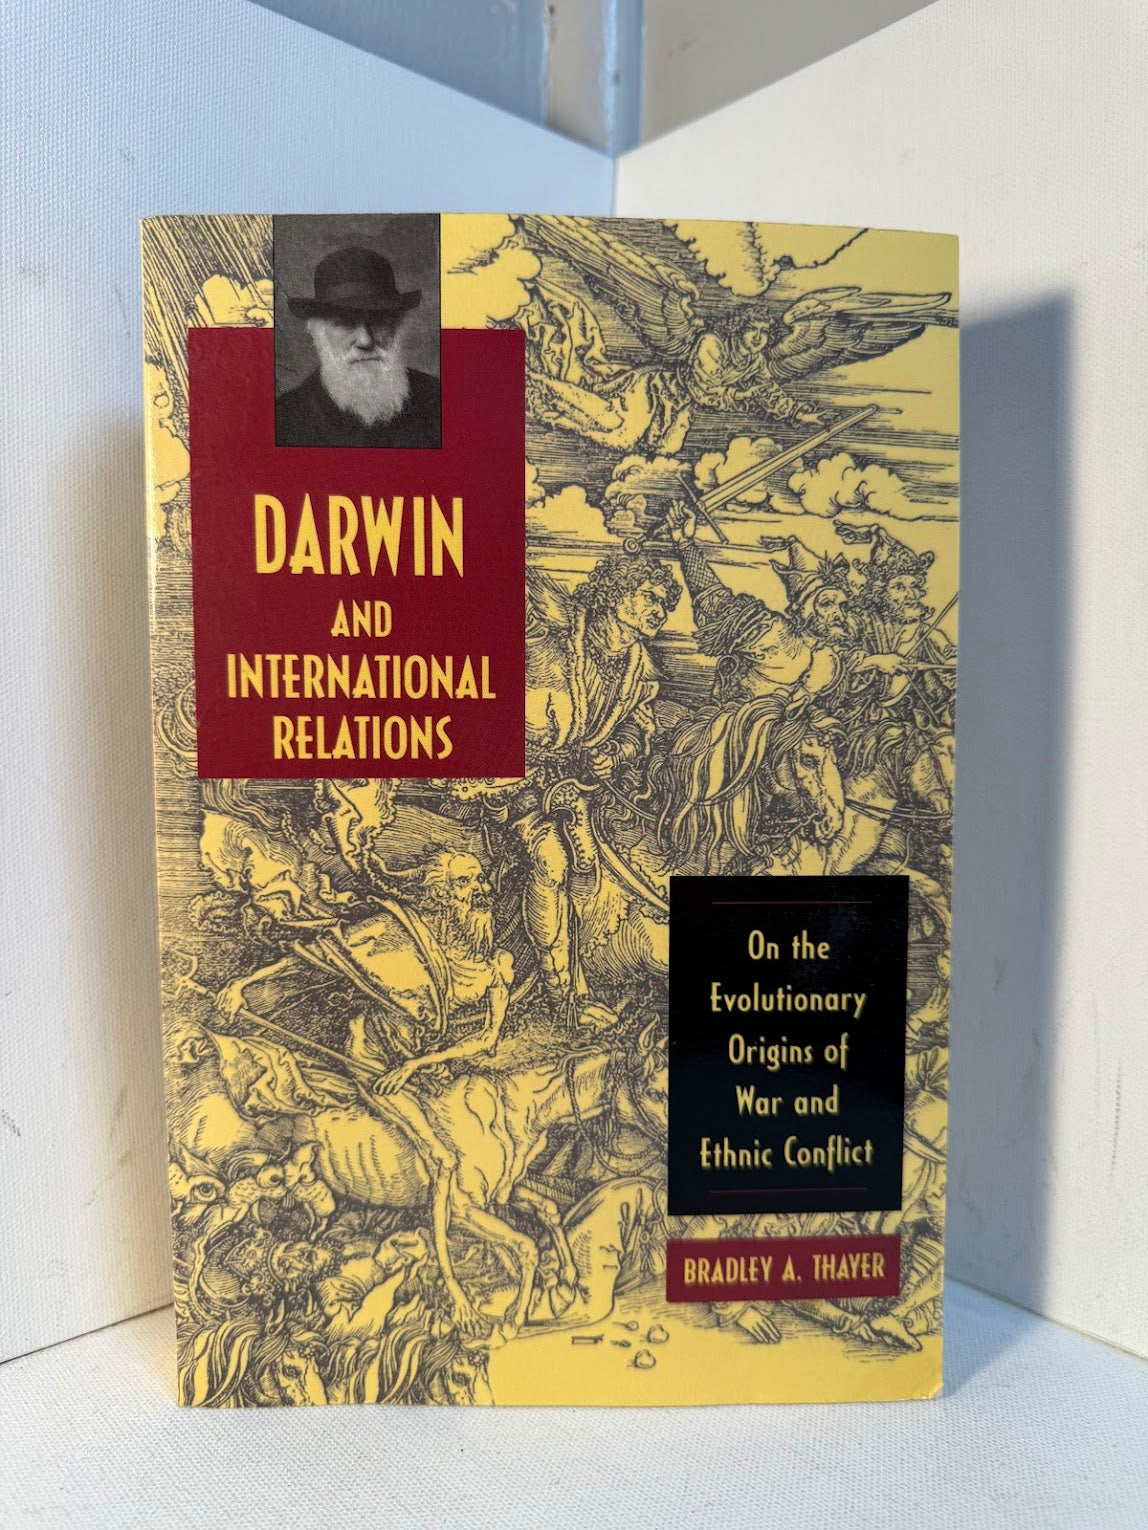 DARWIN
AND
INTERNATIONAL
RELATIONS
On the
Evolutionary
Origins of
War and
Ethnic Conflict
BRADLEY A. THAYER